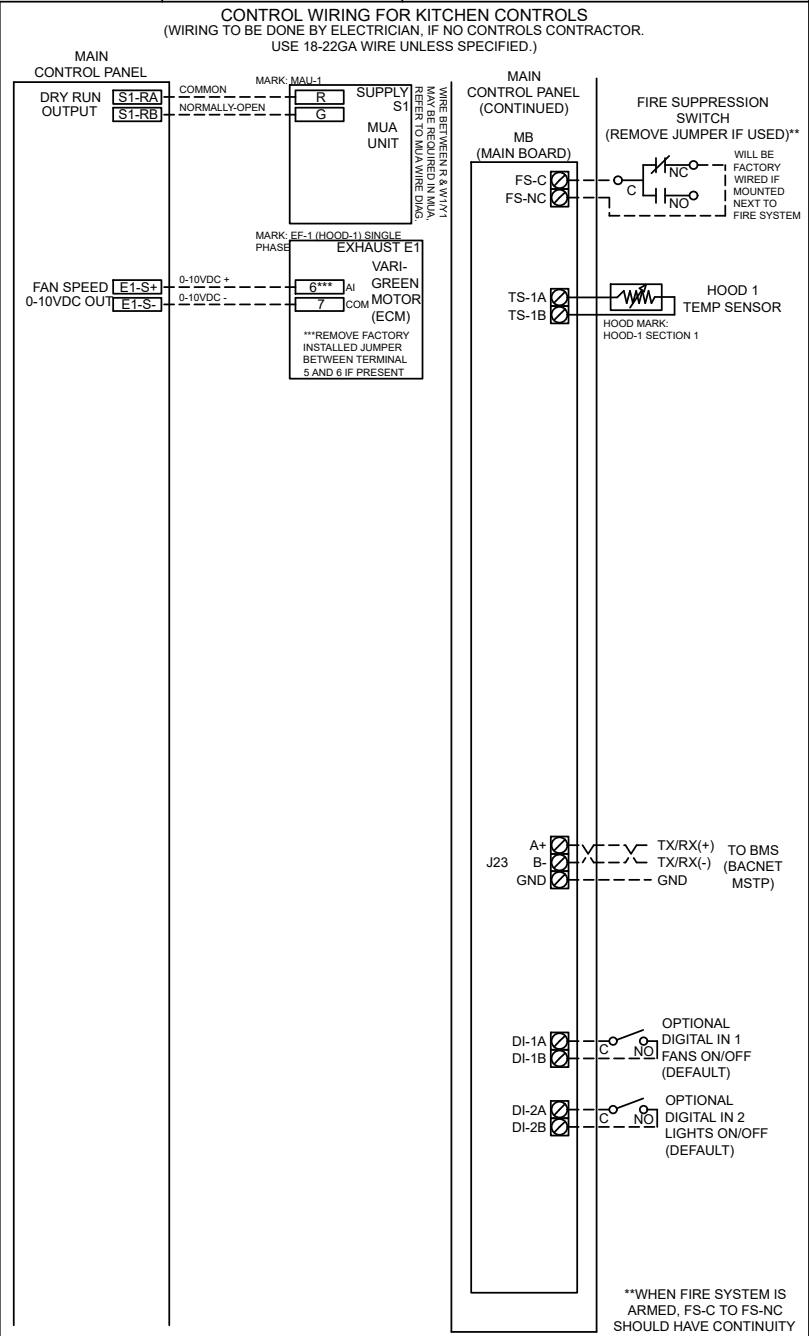 CONTROL WIRING FOR KITCHEN CONTROLS
(WIRING TO BE DONE BY ELECTRICIAN, IF NO CONTROLS CONTRACTOR.
USE 18-22GA WIRE UNLESS SPECIFIED.)
MAIN
CONTROL PANEL
DRY RUN
OUTPUT
S1-RA
S1-RB
COMMON
NORMALLY-OPEN
MARK: MAU-1
R
G
SUPPLY
S1
MUA
UNIT
WIRE BETWEEN R & W1/Y1
MAY BE REQUIRED IN MUA,
REFER TO MUA WIRE DIAG.
FAN SPEED
0-10VDC OUT
E1-S+
E1-S-
0-10VDC +
0-10VDC -
MARK: EF-1 (HOOD-1) SINGLE
PHASE
EXHAUST E1
6***
AI
7
COM
VARI-
GREEN
MOTOR
(ECM)
***REMOVE FACTORY
INSTALLED JUMPER
BETWEEN TERMINAL
5 AND 6 IF PRESENT
MAIN
CONTROL PANEL
(CONTINUED)
MB
(MAIN BOARD)
FIRE SUPPRESSION
SWITCH
(REMOVE JUMPER IF USED)**
FS-C
FS-NC
C
NC
NO
WILL BE
FACTORY
WIRED IF
MOUNTED
NEXT TO
FIRE SYSTEM
TS-1A
TS-1B
HOOD 1
TEMP SENSOR
HOOD MARK:
HOOD-1 SECTION 1
J23
A+
B-
GND
TX/RX(+)
TX/RX(-)
GND
TO BMS
(BACNET
MSTP)
DI-1A
DI-1B
C
NO
OPTIONAL
DIGITAL IN 1
FANS ON/OFF
(DEFAULT)
DI-2A
DI-2B
C
NO
OPTIONAL
DIGITAL IN 2
LIGHTS ON/OFF
(DEFAULT)
**WHEN FIRE SYSTEM IS
ARMED, FS-C TO FS-NC
SHOULD HAVE CONTINUITY